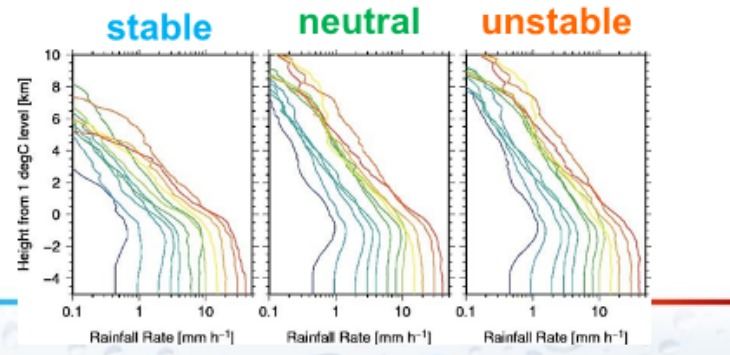 stable neutral unstable
Height from 1 degC level [km]
10
8
6
4
2
0
−2
−4
0.1 1 10 0.1 1 10 0.1 1 10
Rainfall Rate [mm h⁻¹] Rainfall Rate [mm h⁻¹] Rainfall Rate [mm h⁻¹]